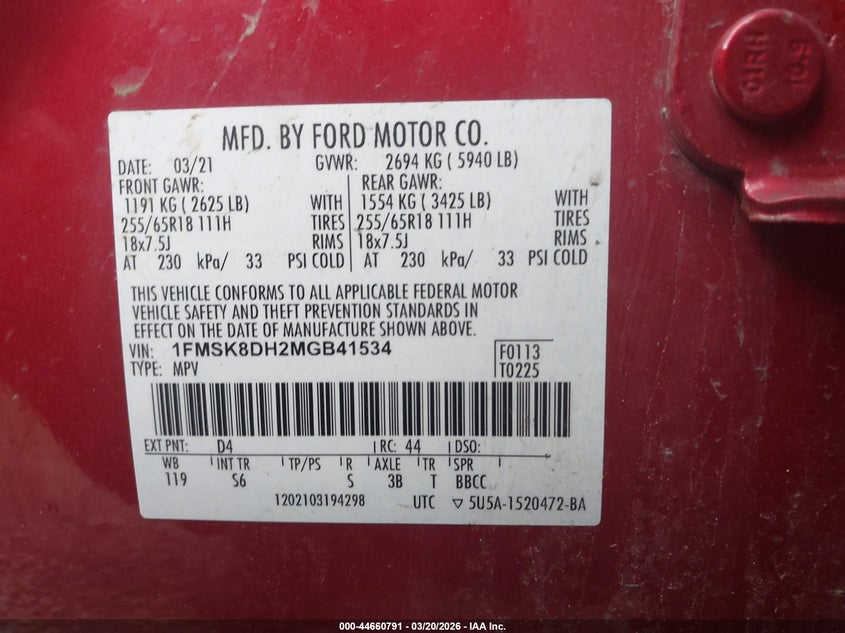 01RH
10.9
MFD. BY FORD MOTOR CO.
DATE: 03/21 GVWR: 2694 KG ( 5940 LB)
FRONT GAWR: REAR GAWR:
1191 KG ( 2625 LB) WITH 1554 KG ( 3425 LB) WITH
255/65R18 111H TIRES 255/65R18 111H TIRES
18x7.5J RIMS 18x7.5J RIMS
AT 230 kPa/ 33 PSI COLD AT 230 kPa/ 33 PSI COLD
THIS VEHICLE CONFORMS TO ALL APPLICABLE FEDERAL MOTOR
VEHICLE SAFETY AND THEFT PREVENTION STANDARDS IN
EFFECT ON THE DATE OF MANUFACTURE SHOWN ABOVE.
VIN: 1FMSK8DH2MGB41534 F0113
TYPE: MPV T0225
EXT PNT: D4 RC: 44 DSO:
WB INT TR TP/PS R AXLE TR SPR
119 S6 S 3B T BBCC
1202103194298 UTC ▽ 5U5A-1520472-BA
000-44660791 — 03/20/2026 — IAA Inc.